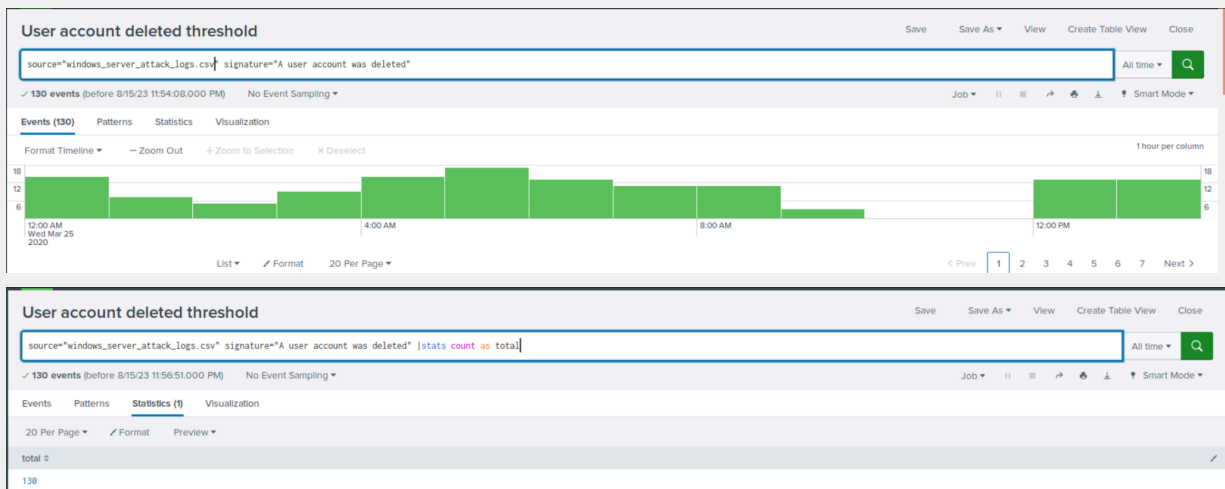 User account deleted threshold
Save Save As ▾ View Create Table View Close
source="windows_server_attack_logs.csv" signature="A user account was deleted"
All time ▾
✓ 130 events (before 8/15/23 11:54:08.000 PM) No Event Sampling ▾
Job ▾ Smart Mode ▾
Events (130) Patterns Statistics Visualization
Format Timeline ▾ — Zoom Out + Zoom to Selection × Deselect
1 hour per column
18 18
12 12
6 6
12:00 AM 4:00 AM 8:00 AM 12:00 PM
Wed Mar 25
2020
List ▾ Format 20 Per Page ▾
< Prev 1 2 3 4 5 6 7 Next >
User account deleted threshold
Save Save As ▾ View Create Table View Close
source="windows_server_attack_logs.csv" signature="A user account was deleted" |stats count as total
All time ▾
✓ 130 events (before 8/15/23 11:56:51.000 PM) No Event Sampling ▾
Job ▾ Smart Mode ▾
Events Patterns Statistics (1) Visualization
20 Per Page ▾ Format Preview ▾
total
130